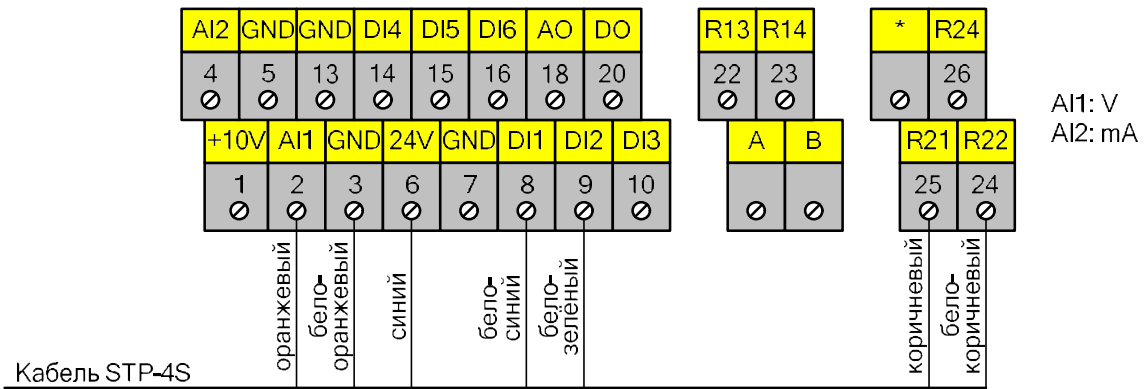 AI2 GND GND DI4 DI5 DI6 AO DO R13 R14 * R24
4 5 13 14 15 16 18 20 22 23 26
AI1: V
AI2: mA
+10V AI1 GND 24V GND DI1 DI2 DI3 A B R21 R22
1 2 3 6 7 8 9 10 25 24
оранжевый
бело-
оранжевый
синий
бело-
синий
бело-
зелёный
коричневый
бело-
коричневый
Кабель STP-4S